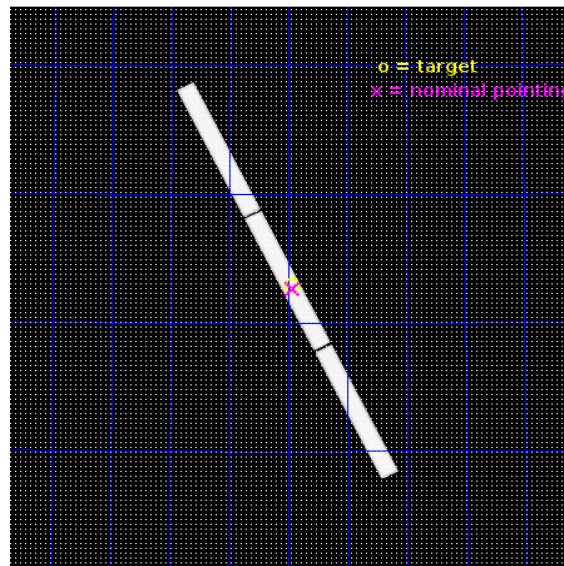 o = target
x = nominal pointing